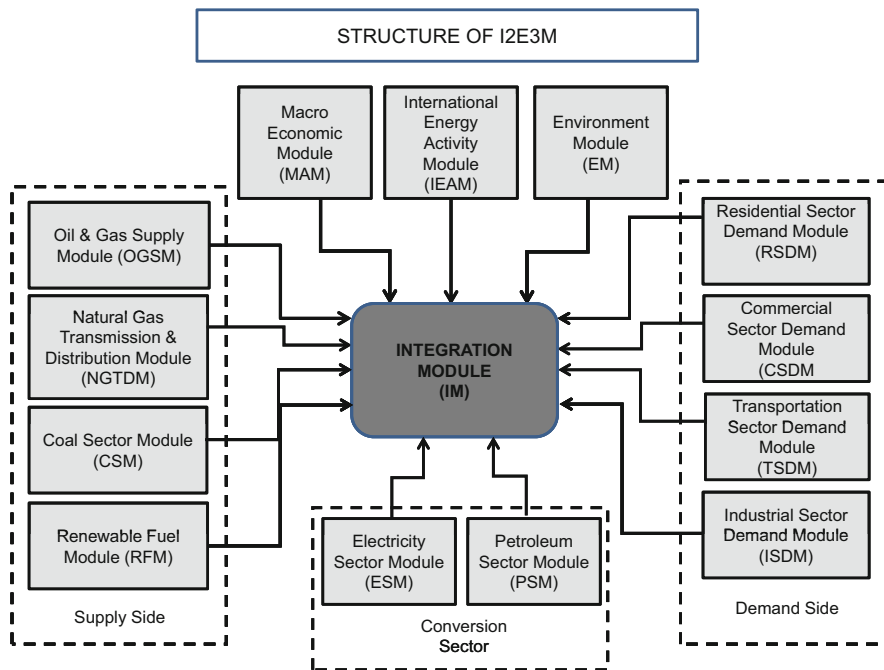 STRUCTURE OF I2E3M
Macro
Economic
Module
(MAM)
International
Energy
Activity
Module
(IEAM)
Environment
Module
(EM)
Oil & Gas Supply
Module (OGSM)
Natural Gas
Transmission &
Distribution Module
(NGTDM)
Coal Sector Module
(CSM)
Renewable Fuel
Module (RFM)
Supply Side
INTEGRATION
MODULE
(IM)
Electricity
Sector Module
(ESM)
Petroleum
Sector Module
(PSM)
Conversion
Sector
Residential Sector
Demand Module
(RSDM)
Commercial
Sector Demand
Module
(CSDM
Transportation
Sector Demand
Module
(TSDM)
Industrial Sector
Demand Module
(ISDM)
Demand Side